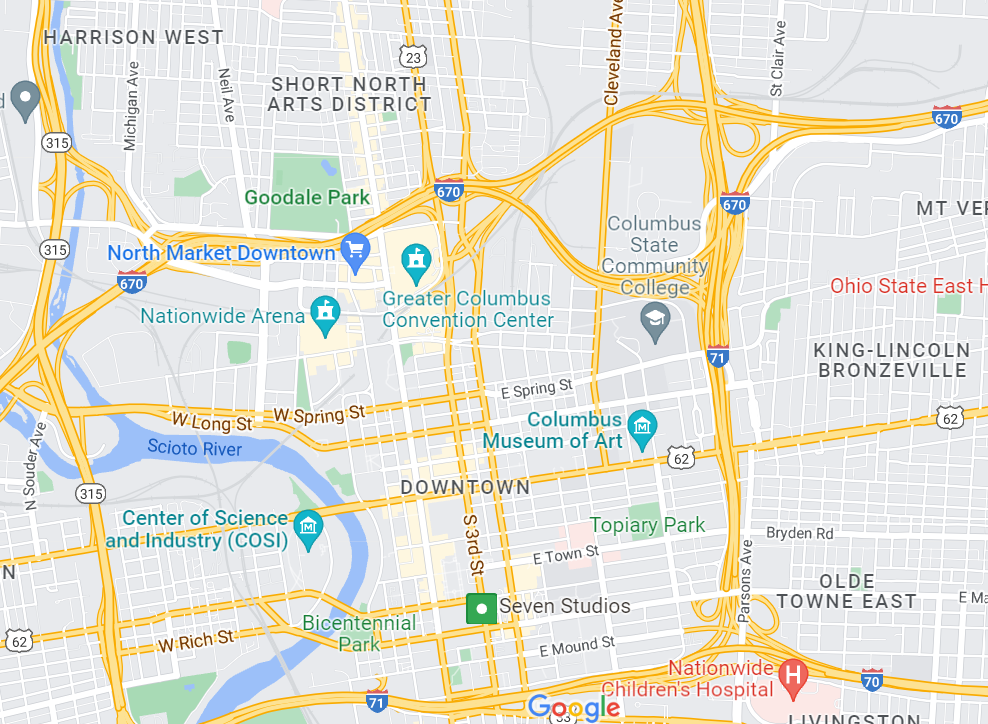 HARRISON WEST
23
Cleveland Ave
St Clair Ave
SHORT NORTH
ARTS DISTRICT
Michigan Ave
Neil Ave
315
670
670
Goodale Park
670
MT VER
Columbus
State
Community
College
315
North Market Downtown
670
Ohio State East H
Greater Columbus
Convention Center
Nationwide Arena
71
KING-LINCOLN
BRONZEVILLE
E Spring St
W Spring St
W Long St
62
Columbus
Museum of Art
Scioto River
62
N Souder Ave
DOWNTOWN
315
Center of Science
and Industry (COSI)
S 3rd St
Topiary Park
Bryden Rd
E Town St
Parsons Ave
N
OLDE
TOWNE EAST
E Ma
Seven Studios
Bicentennial
Park
62
W Rich St
E Mound St
Nationwide
Children's Hospital
70
71
Google
LIVINGSTON